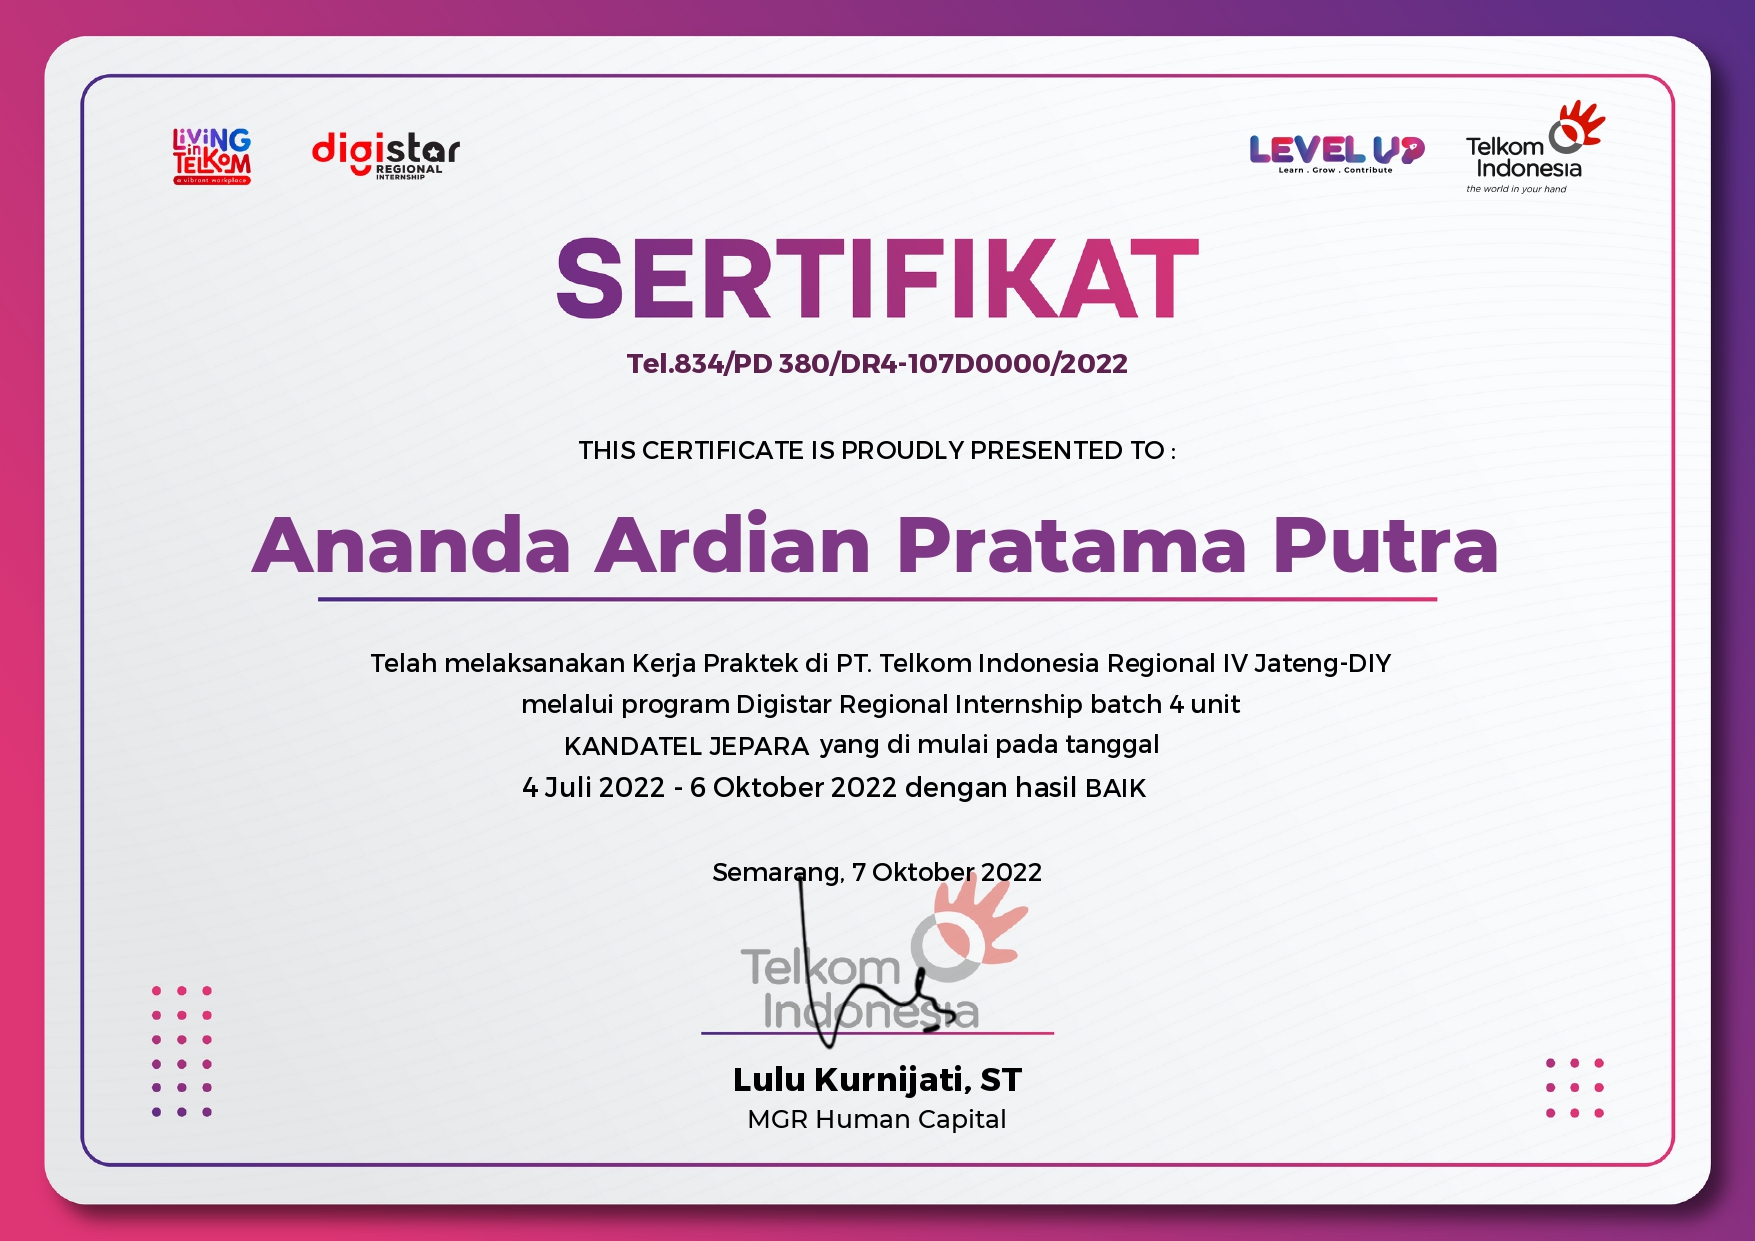 LiViNG
in
TELKOM
a vibrant workplace
digistar
REGIONAL
INTERNSHIP
LEVEL UP
Learn . Grow . Contribute
Telkom
Indonesia
the world in your hand
SERTIFIKAT
Tel.834/PD 380/DR4-107D0000/2022
THIS CERTIFICATE IS PROUDLY PRESENTED TO :
Ananda Ardian Pratama Putra
Telah melaksanakan Kerja Praktek di PT. Telkom Indonesia Regional IV Jateng-DIY
melalui program Digistar Regional Internship batch 4 unit
KANDATEL JEPARA yang di mulai pada tanggal
4 Juli 2022 - 6 Oktober 2022 dengan hasil BAIK
Semarang, 7 Oktober 2022
Telkom
Indonesia
Lulu Kurnijati, ST
MGR Human Capital